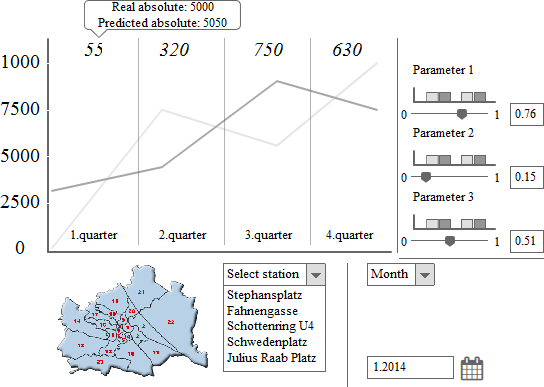 Real absolute: 5000
Predicted absolute: 5050
55 320 750 630
1000
7500
5000
2500
0
1.quarter 2.quarter 3.quarter 4.quarter
Parameter 1
0 1 0.76
Parameter 2
0 1 0.15
Parameter 3
0 1 0.51
Select station
Stephansplatz
Fahnengasse
Schottenring U4
Schwedenplatz
Julius Raab Platz
Month
1.2014